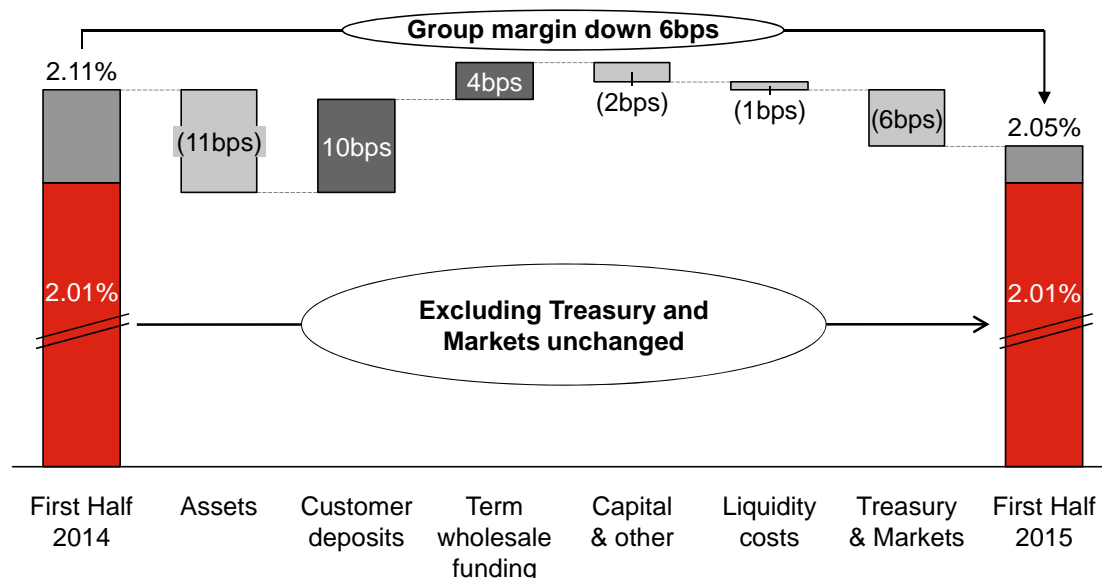 Group margin down 6bps
2.11%
(11bps)
10bps
4bps
(2bps)
(1bps)
(6bps)
2.05%
2.01%
Excluding Treasury and
Markets unchanged
2.01%
First Half
2014
Assets
Customer
deposits
Term
wholesale
funding
Capital
& other
Liquidity
costs
Treasury
& Markets
First Half
2015